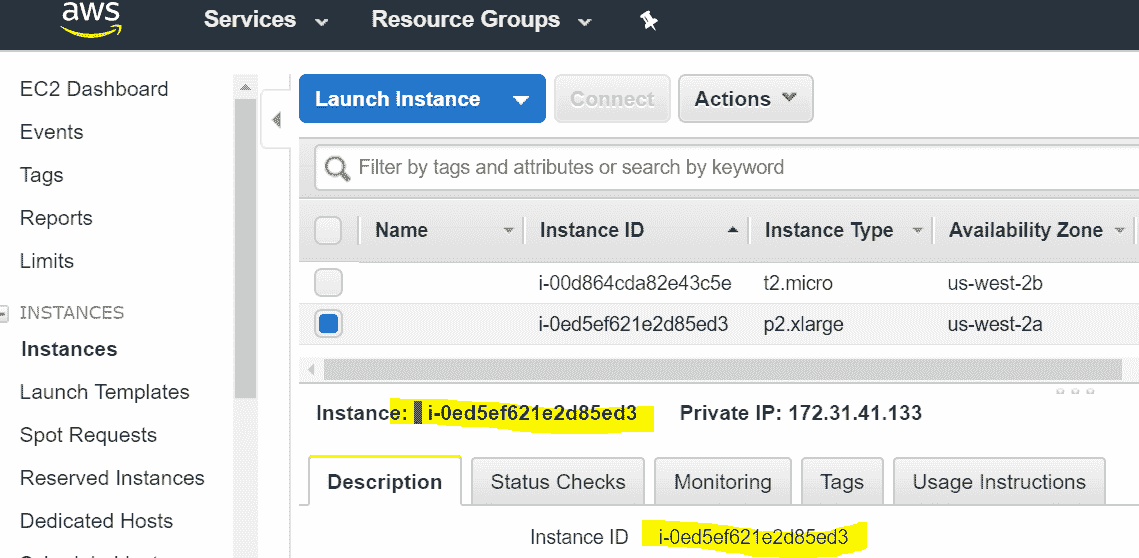 aws Services Resource Groups
EC2 Dashboard
Events
Tags
Reports
Limits
INSTANCES
Instances
Launch Templates
Spot Requests
Reserved Instances
Dedicated Hosts
Launch Instance Connect Actions
Filter by tags and attributes or search by keyword
Name Instance ID Instance Type Availability Zone
i-00d864cda82e43c5e t2.micro us-west-2b
i-0ed5ef621e2d85ed3 p2.xlarge us-west-2a
Instance: i-0ed5ef621e2d85ed3 Private IP: 172.31.41.133
Description Status Checks Monitoring Tags Usage Instructions
Instance ID i-0ed5ef621e2d85ed3